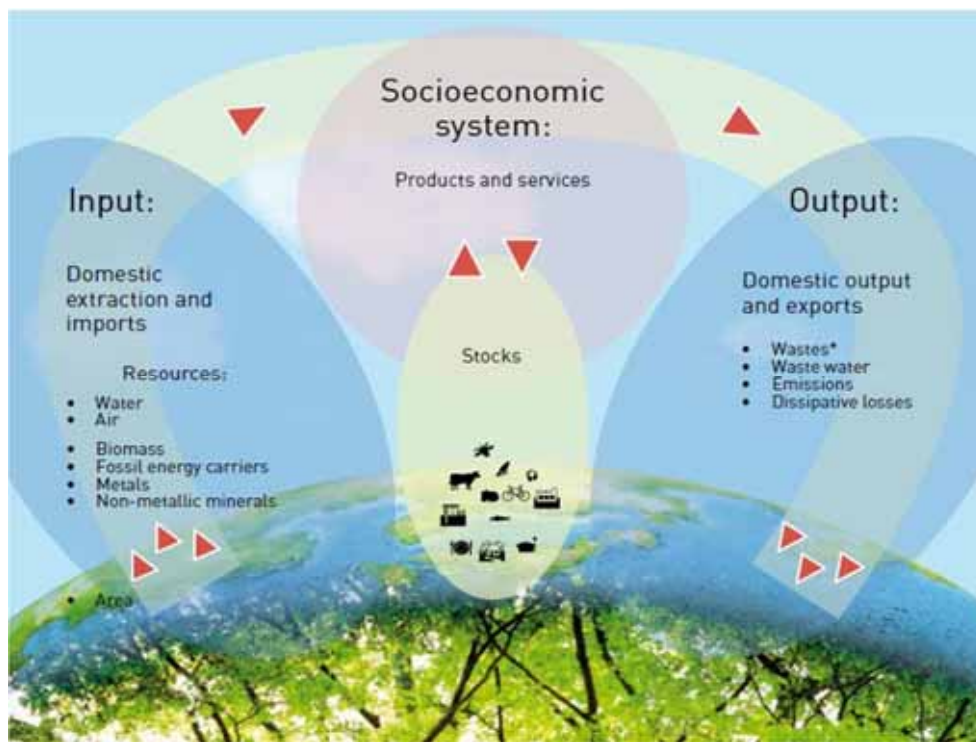 Socioeconomic
system:
Products and services
Input:
Domestic
extraction and
imports
Resources:
• Water
• Air
• Biomass
• Fossil energy carriers
• Metals
• Non-metallic minerals
• Area
Stocks
Output:
Domestic output
and exports
• Wastes*
• Waste water
• Emissions
• Dissipative losses